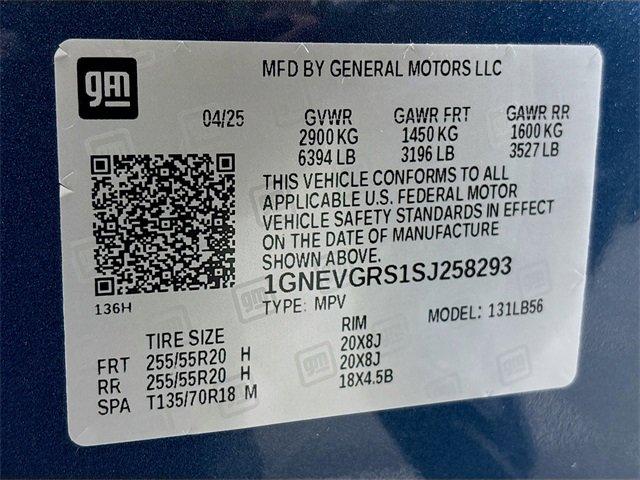 gm
MFD BY GENERAL MOTORS LLC
04/25 GVWR GAWR FRT GAWR RR
2900 KG 1450 KG 1600 KG
6394 LB 3196 LB 3527 LB
THIS VEHICLE CONFORMS TO ALL
APPLICABLE U.S. FEDERAL MOTOR
VEHICLE SAFETY STANDARDS IN EFFECT
ON THE DATE OF MANUFACTURE
SHOWN ABOVE.
1GNEVGRS1SJ258293
136H
TYPE: MPV MODEL: 131LB56
TIRE SIZE RIM
FRT 255/55R20 H 20X8J
RR 255/55R20 H 20X8J
SPA T135/70R18 M 18X4.5B